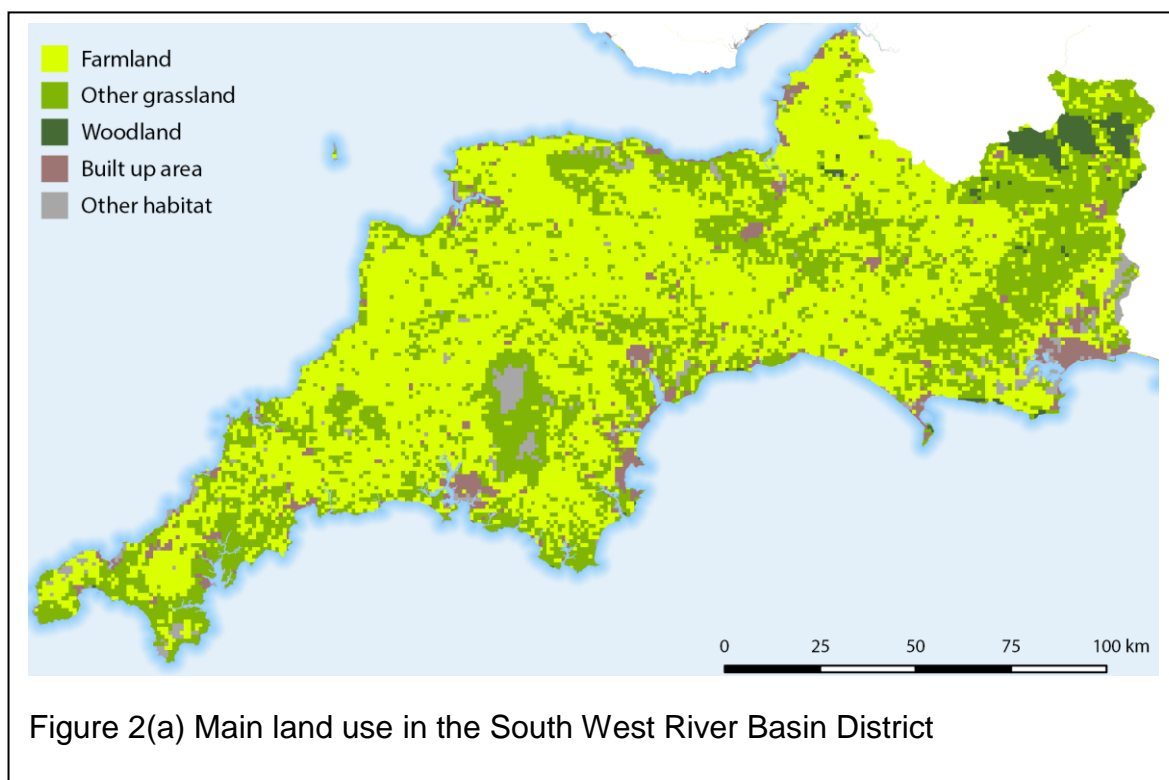 Farmland
Other grassland
Woodland
Built up area
Other habitat
0 25 50 75 100 km
Figure 2(a) Main land use in the South West River Basin District